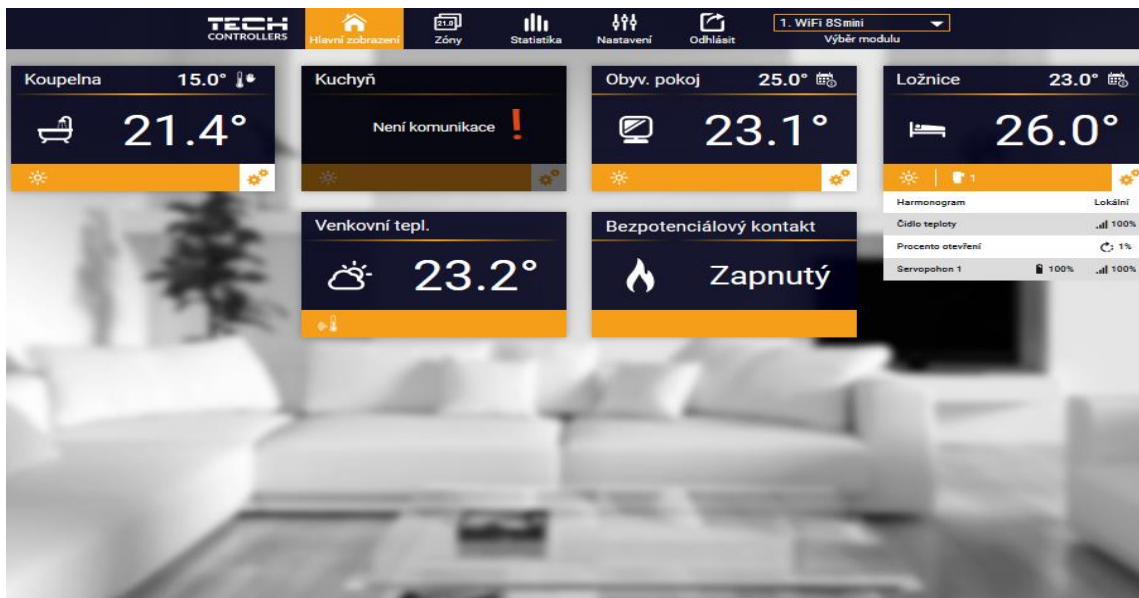 TECH
CONTROLLERS
Hlavní zobrazení
21.0
Zóny
Statistika
Nastavení
Odhlásit
1. WiFi 8Smini
Výběr modulu
Koupelna 15.0°
21.4°
Kuchyň
Není komunikace !
Obyv. pokoj 25.0°
23.1°
Ložnice 23.0°
26.0°
1
Harmonogram Lokální
Čidlo teploty 100%
Procento otevření 1%
Servopohon 1 100% 100%
Venkovní tepl.
23.2°
Bezpotenciálový kontakt
Zapnutý